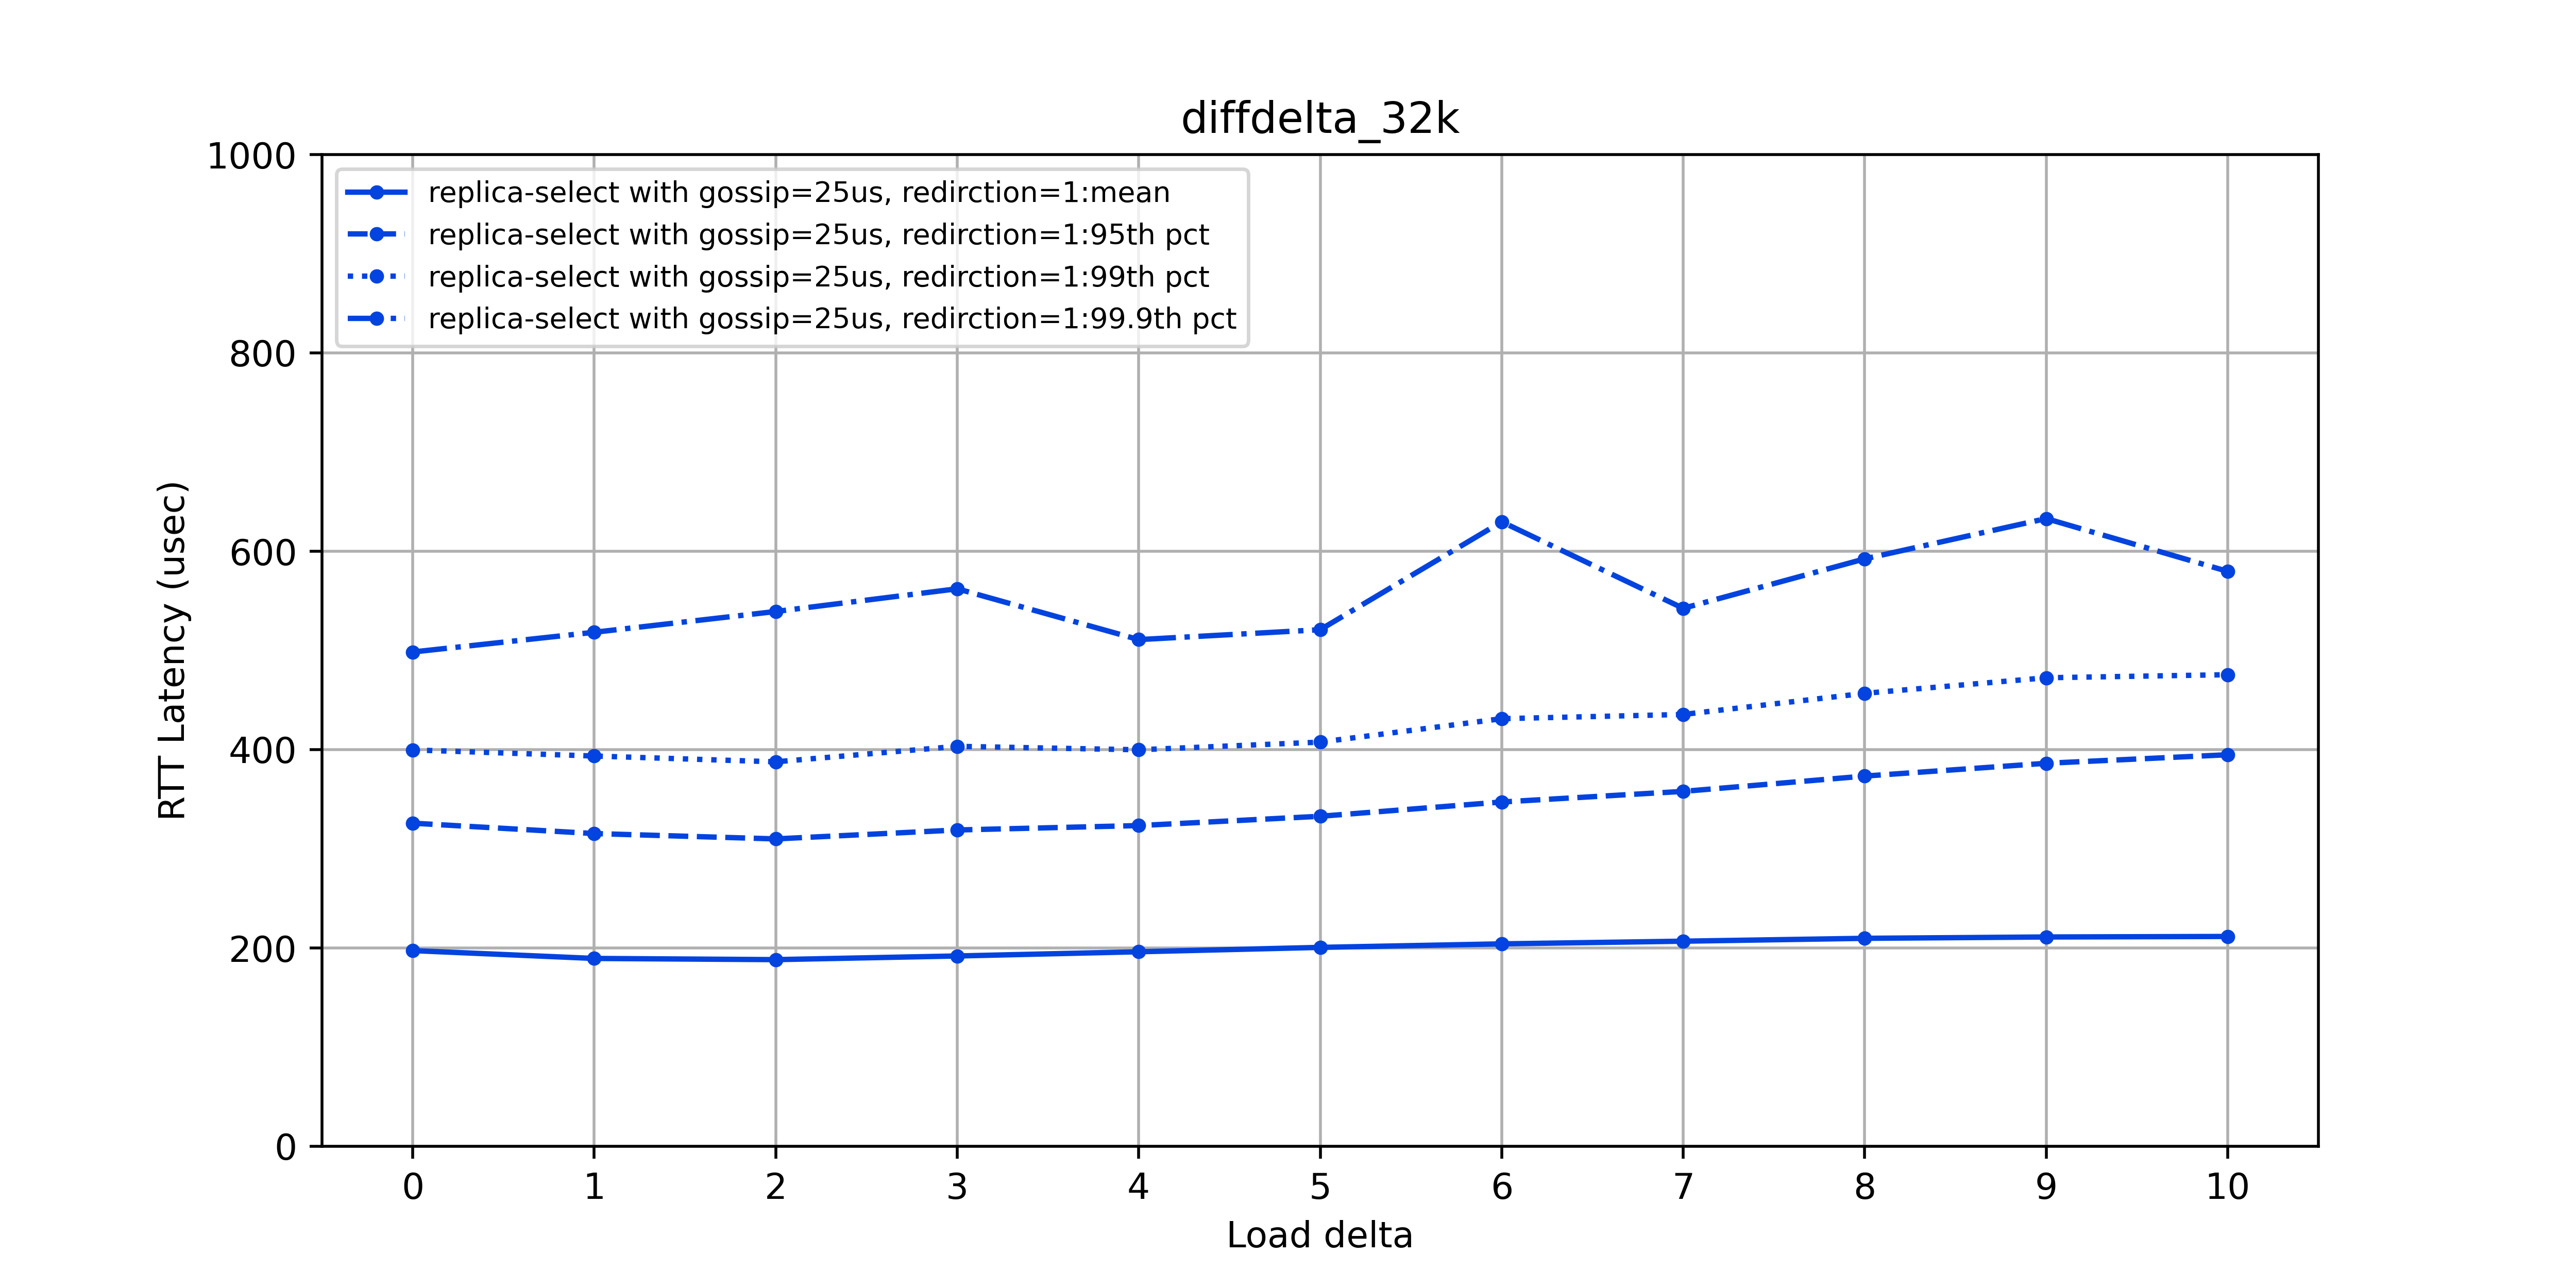 diffdelta_32k
1000
800
600
400
200
0
RTT Latency (usec)
replica-select with gossip=25us, redirction=1:mean
replica-select with gossip=25us, redirction=1:95th pct
replica-select with gossip=25us, redirction=1:99th pct
replica-select with gossip=25us, redirction=1:99.9th pct
0 1 2 3 4 5 6 7 8 9 10
Load delta